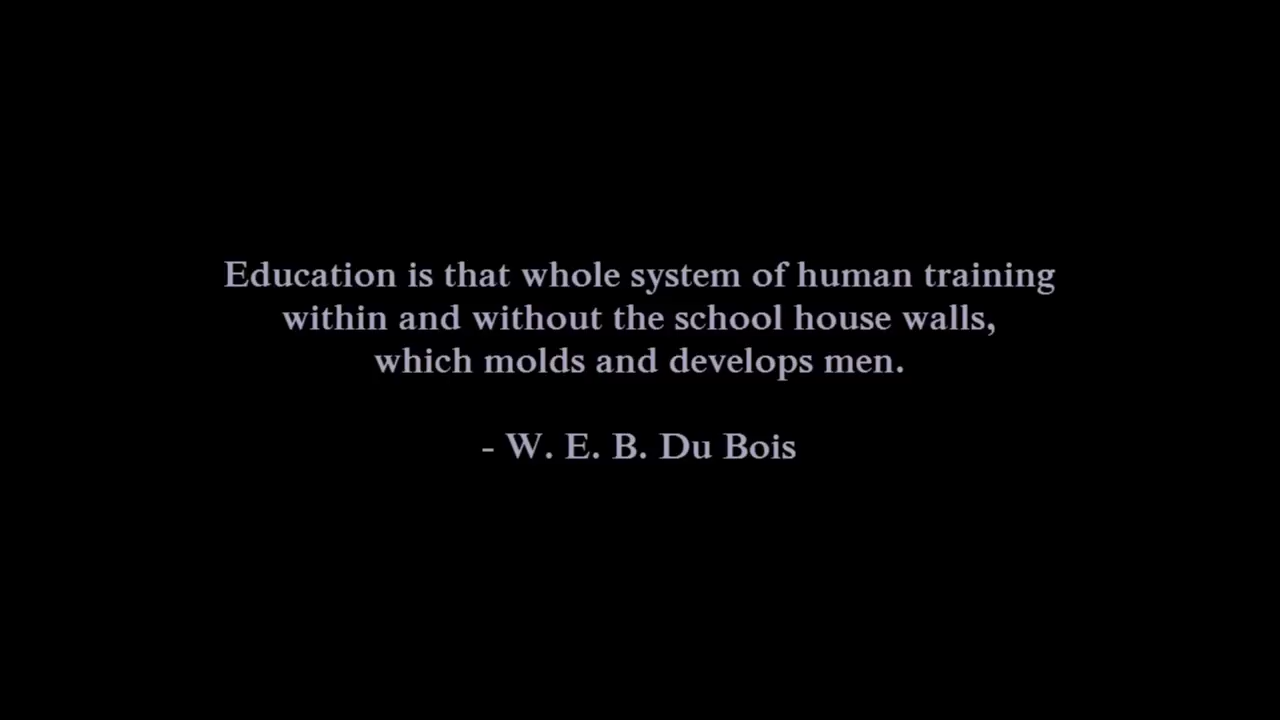 Education is that whole system of human training
within and without the school house walls,
which molds and develops men.
- W. E. B. Du Bois